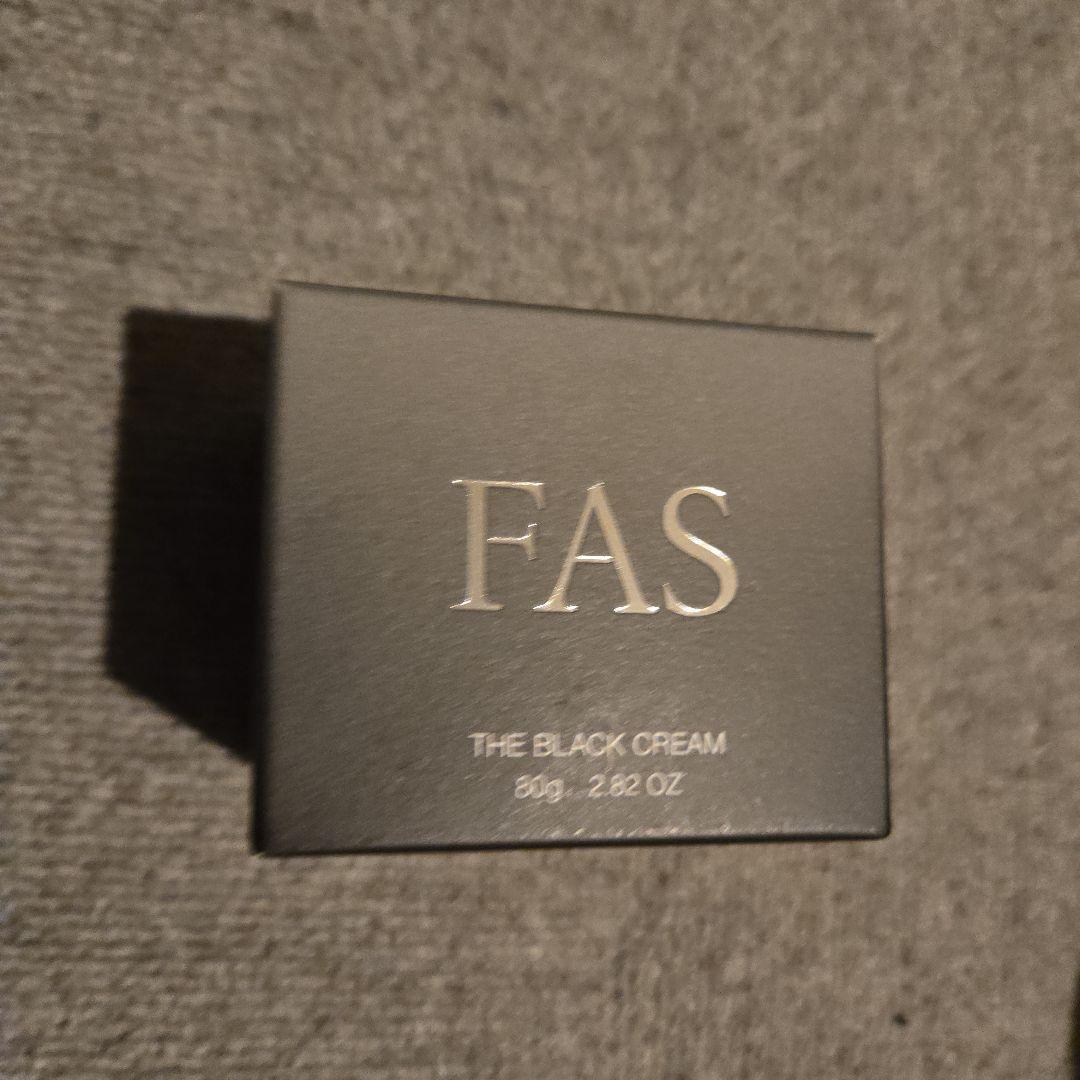 FAS
THE BLACK CREAM
80g 2.82 OZ